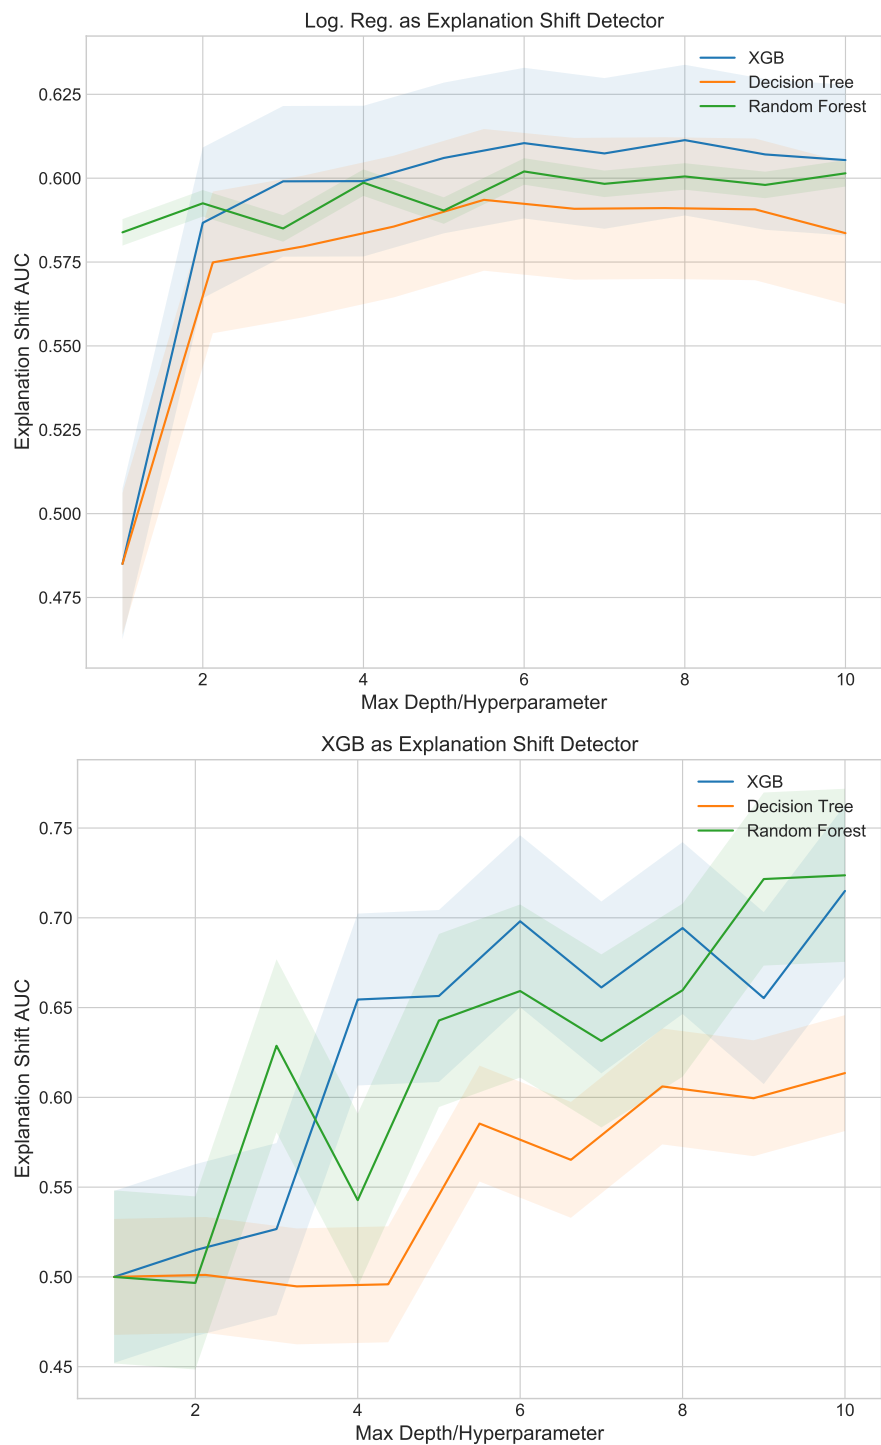 Log. Reg. as Explanation Shift Detector
XGB
Decision Tree
Random Forest
0.625
0.600
0.575
0.550
0.525
0.500
0.475
Explanation Shift AUC
2 4 6 8 10
Max Depth/Hyperparameter
XGB as Explanation Shift Detector
XGB
Decision Tree
Random Forest
0.75
0.70
0.65
0.60
0.55
0.50
0.45
Explanation Shift AUC
2 4 6 8 10
Max Depth/Hyperparameter